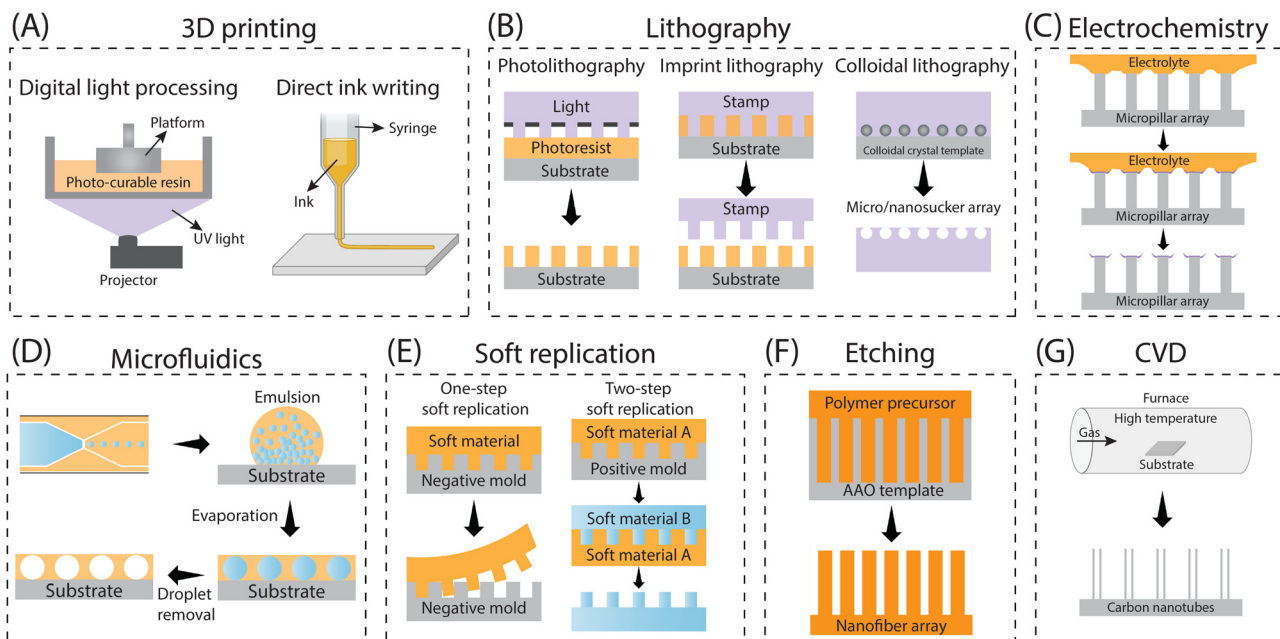 (A)
3D printing
Digital light processing
Platform
Photo-curable resin
UV light
Projector
Direct ink writing
Syringe
Ink
(B)
Lithography
Photolithography
Light
Photoresist
Substrate
Substrate
Imprint lithography
Stamp
Substrate
Stamp
Substrate
Colloidal lithography
Colloidal crystal template
Micro/nanosucker array
(C)
Electrochemistry
Electrolyte
Micropillar array
Electrolyte
Micropillar array
Micropillar array
(D)
Microfluidics
Emulsion
Substrate
Evaporation
Substrate
Droplet
removal
Substrate
(E)
Soft replication
One-step
soft replication
Soft material
Negative mold
Negative mold
Two-step
soft replication
Soft material A
Positive mold
Soft material B
Soft material A
(F)
Etching
Polymer precursor
AAO template
Nanofiber array
(G)
CVD
Furnace
High temperature
Gas
Substrate
Carbon nanotubes